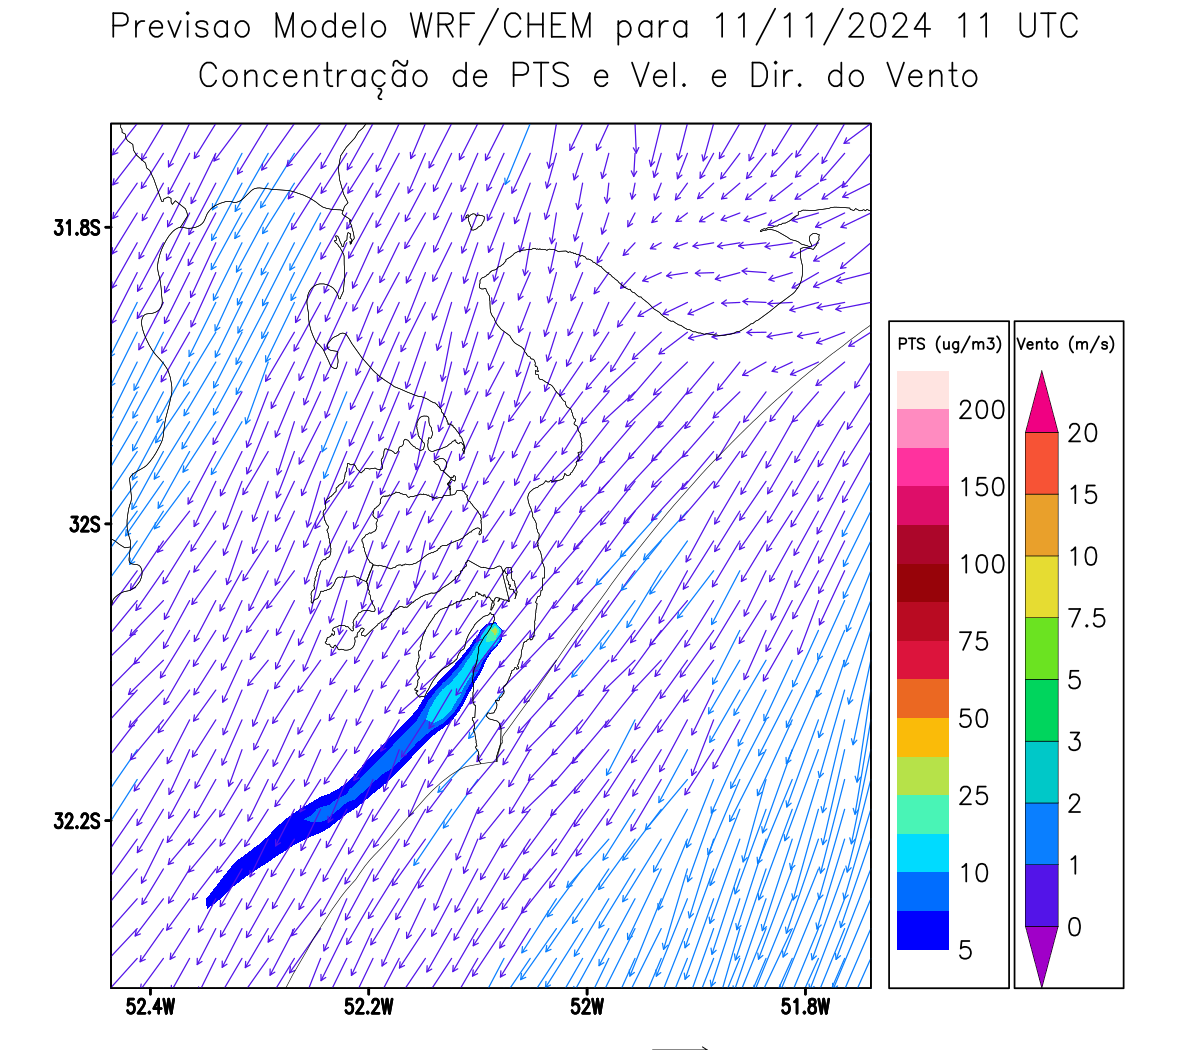 Previsao Modelo WRF/CHEM para 11/11/2024 11 UTC
Concentração de PTS e Vel. e Dir. do Vento
31.8S
32S
32.2S
52.4W
52.2W
52W
51.8W
PTS (ug/m3)
200
150
100
75
50
25
10
5
Vento (m/s)
20
15
10
7.5
5
3
2
1
0